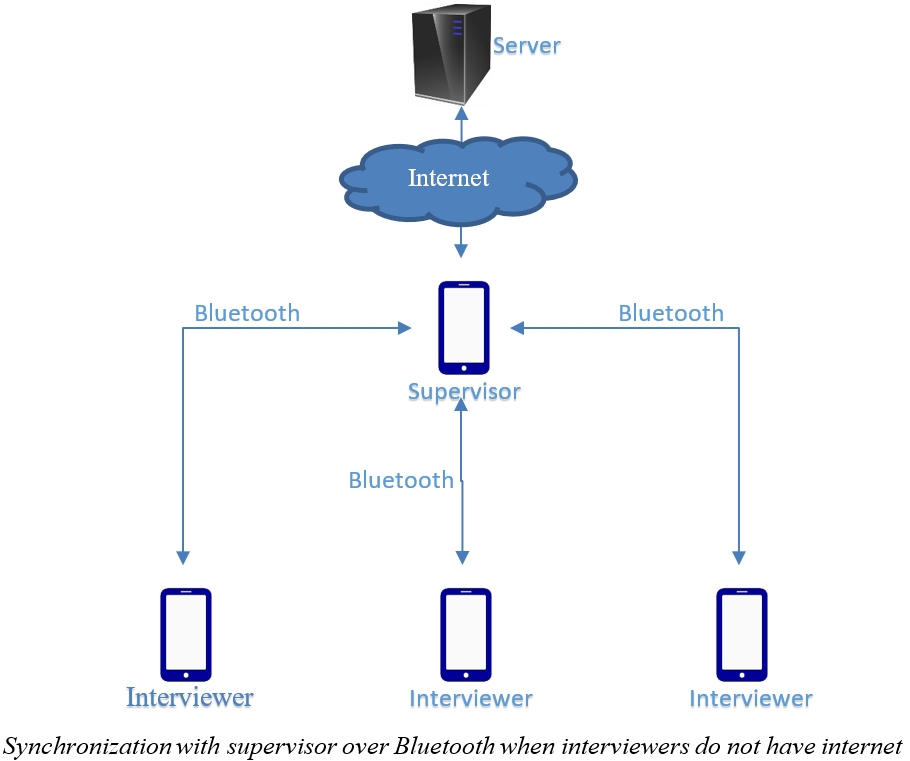 Server
Internet
Bluetooth
Bluetooth
Supervisor
Bluetooth
Interviewer
Interviewer
Interviewer
Synchronization with supervisor over Bluetooth when interviewers do not have internet